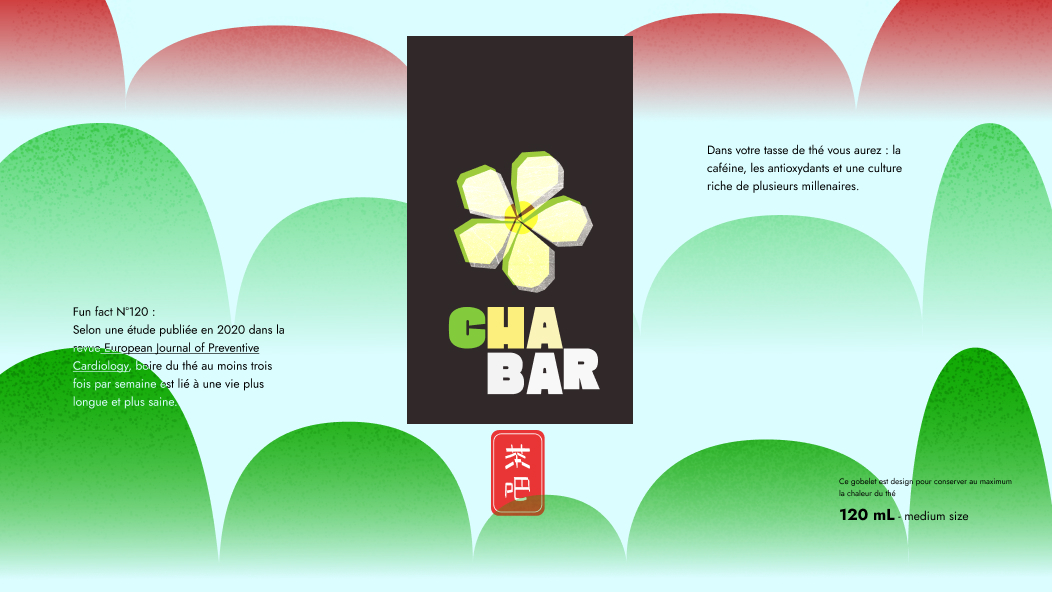 Dans votre tasse de thé vous aurez : la
caféine, les antioxydants et une culture
riche de plusieurs millenaires.
Fun fact N°120 :
Selon une étude publiée en 2020 dans la
revue European Journal of Preventive
Cardiology, boire du thé au moins trois
fois par semaine est lié à une vie plus
longue et plus saine.
CHA
BAR
茶
吧
Ce gobelet est design pour conserver au maximum
la chaleur du thé
120 mL - medium size